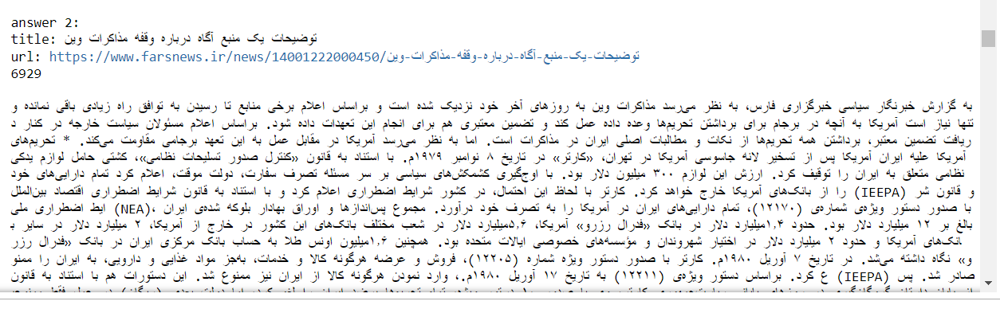 answer 2:
title: توضیحات یک منبع آگاه درباره وقفه مذاکرات وین
url: https://www.farsnews.ir/news/14001222000450/توضیحات-یک-منبع-آگاه-درباره-وقفه-مذاکرات-وین
6929
به گزارش خبرنگار سیاسی خبرگزاری فارس، به نظر می‌رسد مذاکرات وین به روزهای آخر خود نزدیک شده است و براساس اعلام برخی منابع تا رسیدن به توافق راه زیادی باقی نمانده و
تنها نیاز است آمریکا به آنچه در برجام برای برداشتن تحریم‌ها وعده داده عمل کند و تضمین معتبری هم برای انجام این تعهدات داده شود. براساس اعلام مسئولان سیاست خارجه در کنار د
ریافت تضمین معتبر، برداشتن همه تحریم‌ها از نکات و مطالبات اصلی ایران در مذاکرات است. اما به نظر می‌رسد آمریکا در مقابل عمل به این تعهد برجامی مقاومت می‌کند. * تحریم‌های
آمریکا علیه ایران آمریکا پس از تسخیر لانه جاسوسی آمریکا در تهران، «کارتر» در تاریخ ۸ نوامبر ۱۹۷۹م. با استناد به قانون «کنترل صدور تسلیحات نظامی»، کشتی حامل لوازم یدکی
نظامی متعلق به ایران را توقیف کرد. ارزش این لوازم ۳۰۰ میلیون دلار بود. با اوج‌گیری کشمکش‌های سیاسی بر سر مسئله تصرف سفارت، دولت موقت، اعلام کرد تمام دارایی‌های خود
را از بانک‌های آمریکا خارج خواهد کرد. کارتر با لحاظ این احتمال، در کشور شرایط اضطراری اعلام کرد و با استناد به قانون شرایط اضطراری اقتصاد بین‌الملل (IEEPA) و قانون شر
ایط اضطراری ملی (NEA)، با صدور دستور ویژه‌ی شماره‌ی (۱۲۱۷۰)، تمام دارایی‌های ایران در آمریکا را به تصرف خود درآورد. مجموع پس‌اندازها و اوراق بهادار بلوکه شده‌ی ایران
بالغ بر ۱۲ میلیارد دلار بود. حدود ۱,۴میلیارد دلار در بانک «فدرال رزرو» آمریکا، ۵,۶میلیارد دلار در شعب مختلف بانک‌های این کشور در خارج از آمریکا، ۲ میلیارد دلار در سایر ب
انک‌های آمریکا و حدود ۲ میلیارد دلار در اختیار شهروندان و مؤسسه‌های خصوصی ایالات متحده بود. همچنین ۱,۶میلیون اونس طلا به حساب بانک مرکزی ایران در بانک «فدرال رزر
و» نگاه داشته می‌شد. در تاریخ ۷ آوریل ۱۹۸۰م. کارتر با صدور دستور ویژه شماره (۱۲۲۰۵)، فروش و عرضه هرگونه کالا و خدمات، به‌جز مواد غذایی و دارویی، به ایران را ممنو
ع کرد. براساس دستور ویژه‌ی (۱۲۲۱۱) به تاریخ ۱۷ آوریل ۱۹۸۰م.، وارد نمودن هرگونه کالا از ایران نیز ممنوع شد. این دستورات هم با استناد به قانون (IEEPA) صادر شد. پس